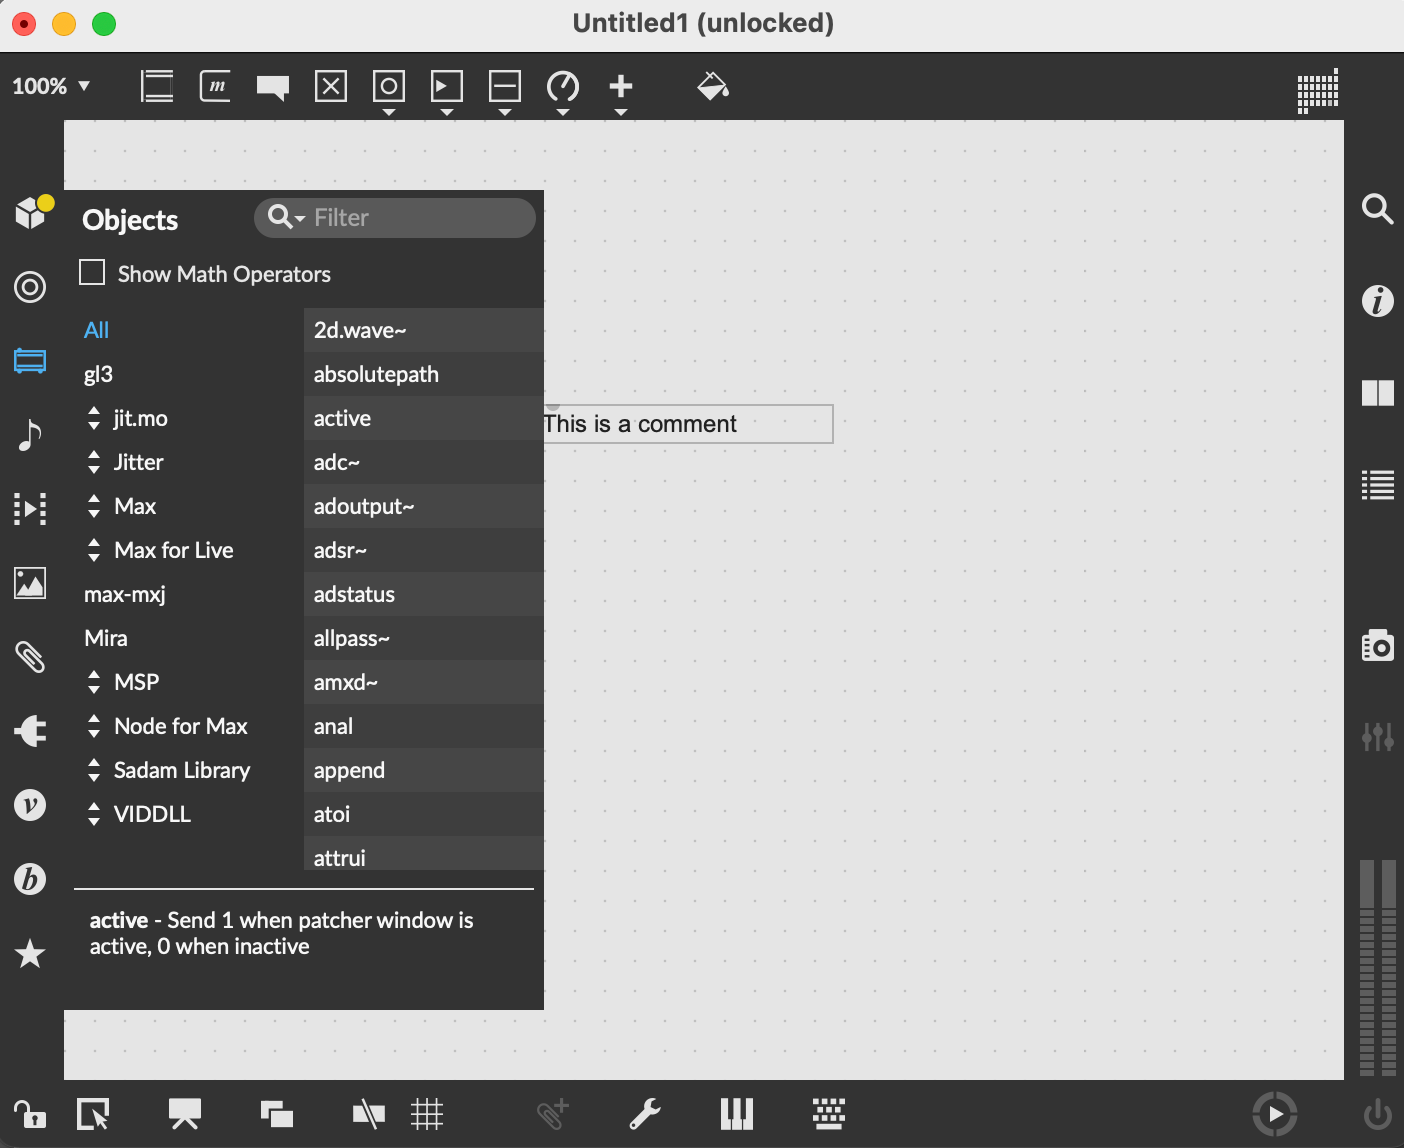 Untitled1 (unlocked)
100%
m
Objects
Filter
Show Math Operators
All
gl3
jit.mo
Jitter
Max
Max for Live
max-mxj
Mira
MSP
Node for Max
Sadam Library
VIDDLL
2d.wave~
absolutepath
active
adc~
adoutput~
adsr~
adstatus
allpass~
amxd~
anal
append
atoi
attrui
This is a comment
active - Send 1 when patcher window is
active, 0 when inactive
i
v
b